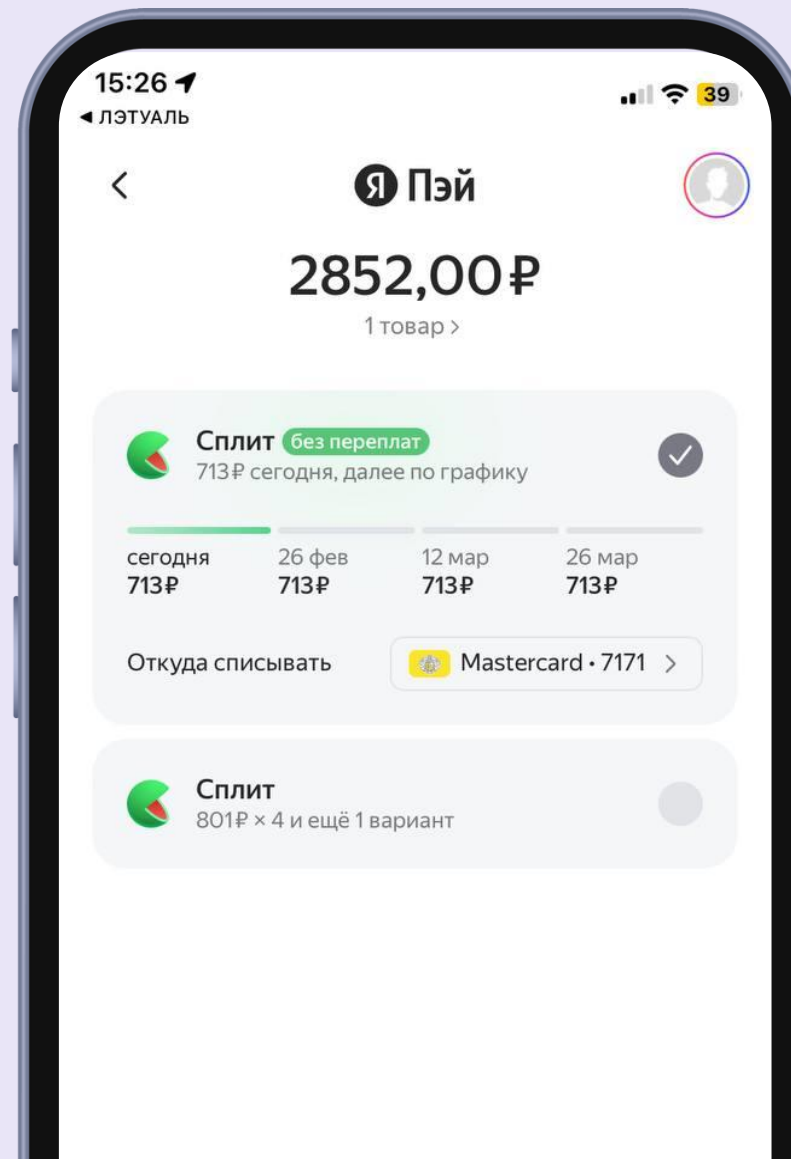 15:26
39
◀ ЛЭТУАЛЬ
Я Пэй
2852,00 ₽
1 товар >
Сплит без переплат
713 ₽ сегодня, далее по графику
сегодня 26 фев 12 мар 26 мар
713 ₽ 713 ₽ 713 ₽ 713 ₽
Откуда списывать Mastercard • 7171 >
Сплит
801 ₽ × 4 и ещё 1 вариант